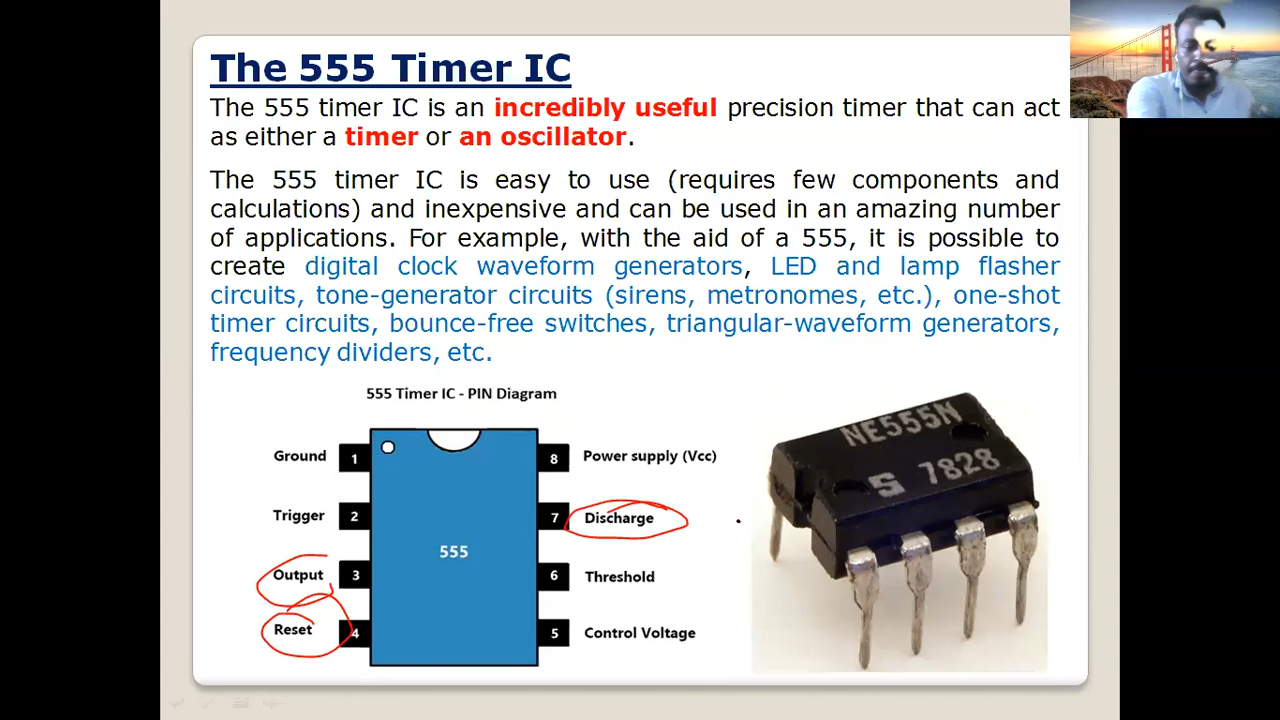 The 555 Timer IC
The 555 timer IC is an incredibly useful precision timer that can act
as either a timer or an oscillator.
The 555 timer IC is easy to use (requires few components and
calculations) and inexpensive and can be used in an amazing number
of applications. For example, with the aid of a 555, it is possible to
create digital clock waveform generators, LED and lamp flasher
circuits, tone-generator circuits (sirens, metronomes, etc.), one-shot
timer circuits, bounce-free switches, triangular-waveform generators,
frequency dividers, etc.
555 Timer IC - PIN Diagram
Ground 1 8 Power supply (Vcc)
Trigger 2 7 Discharge
555
Output 3 6 Threshold
Reset 4 5 Control Voltage
NE555N
S 7828